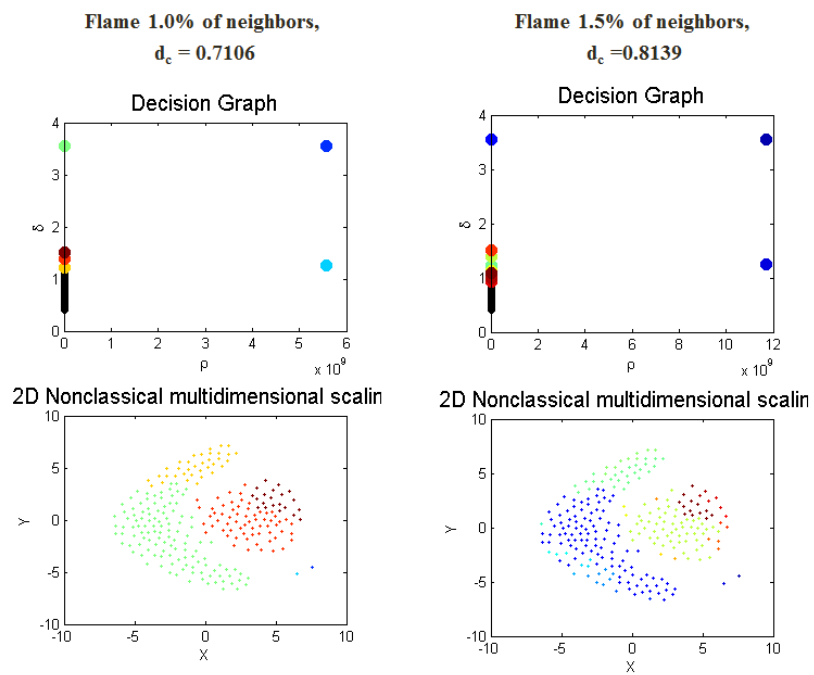 Flame 1.0% of neighbors,
d_c = 0.7106
Decision Graph
4
3
2
1
0
δ
0 1 2 3 4 5 6
ρ
x 10^9
2D Nonclassical multidimensional scalin
10
5
0
-5
-10
Y
-10 -5 0 5 10
X
Flame 1.5% of neighbors,
d_c =0.8139
Decision Graph
4
3
2
1
0
δ
0 2 4 6 8 10 12
ρ
x 10^9
2D Nonclassical multidimensional scalin
10
5
0
-5
-10
Y
-10 -5 0 5 10
X